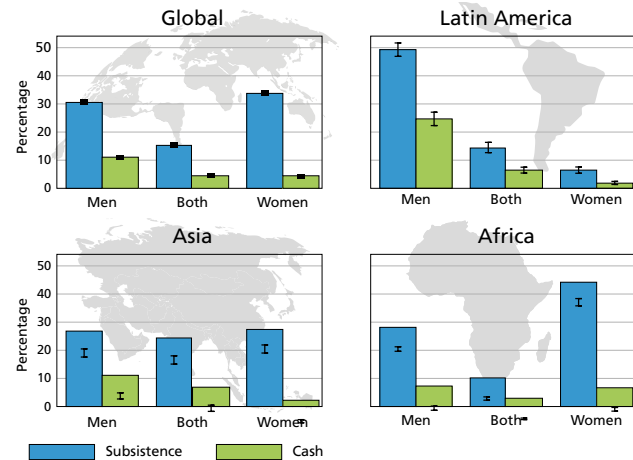 Global
Latin America
Percentage
50
40
30
20
10
0
Men
Both
Women
Men
Both
Women
Asia
Africa
Percentage
50
40
30
20
10
0
Men
Both
Women
Men
Both
Women
Subsistence
Cash